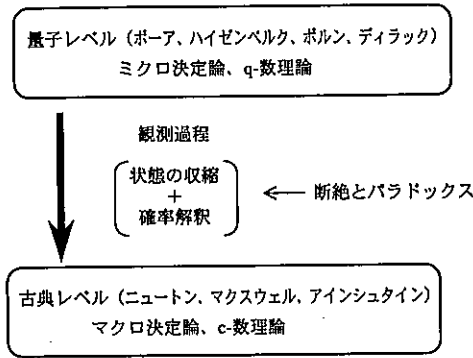 量子レベル（ボーア、ハイゼンベルク、ボルン、ディラック）
ミクロ決定論、q-数理論
観測過程
状態の収縮
+
確率解釈
← 断絶とパラドックス
古典レベル（ニュートン、マクスウェル、アインシュタイン）
マクロ決定論、c-数理論